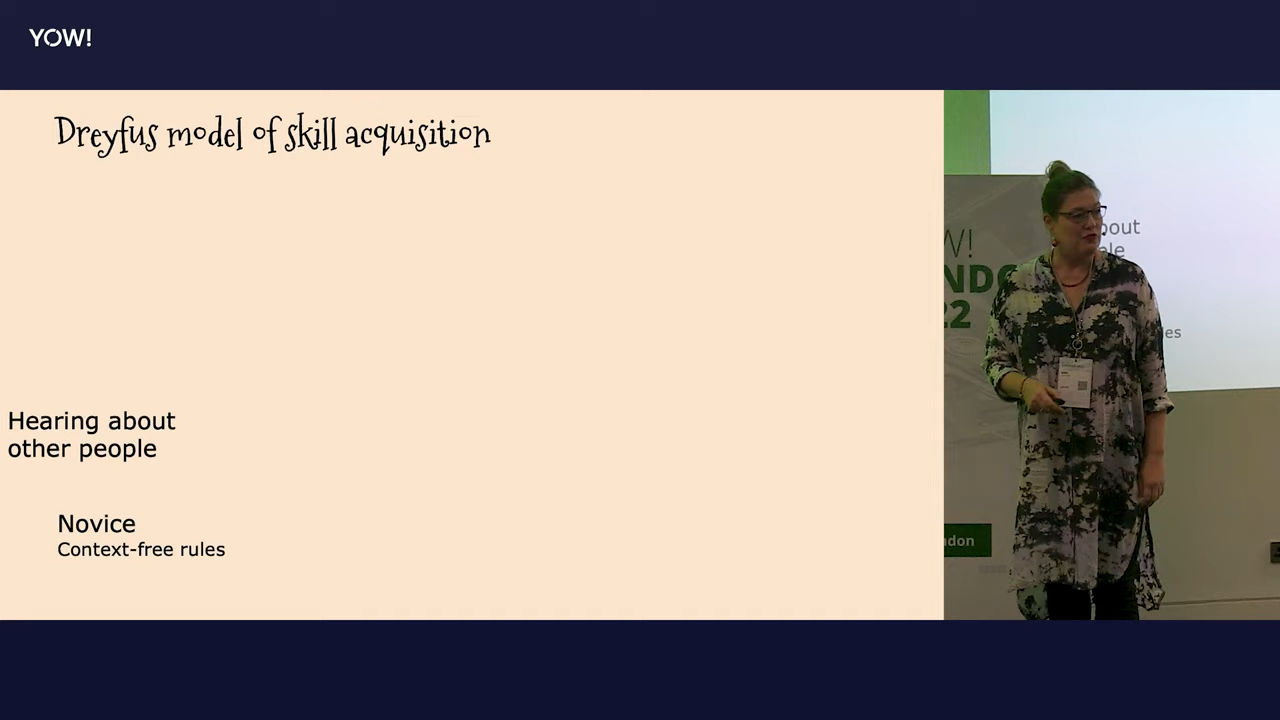 YOW!
Dreyfus model of skill acquisition
Hearing about
other people
Novice
Context-free rules